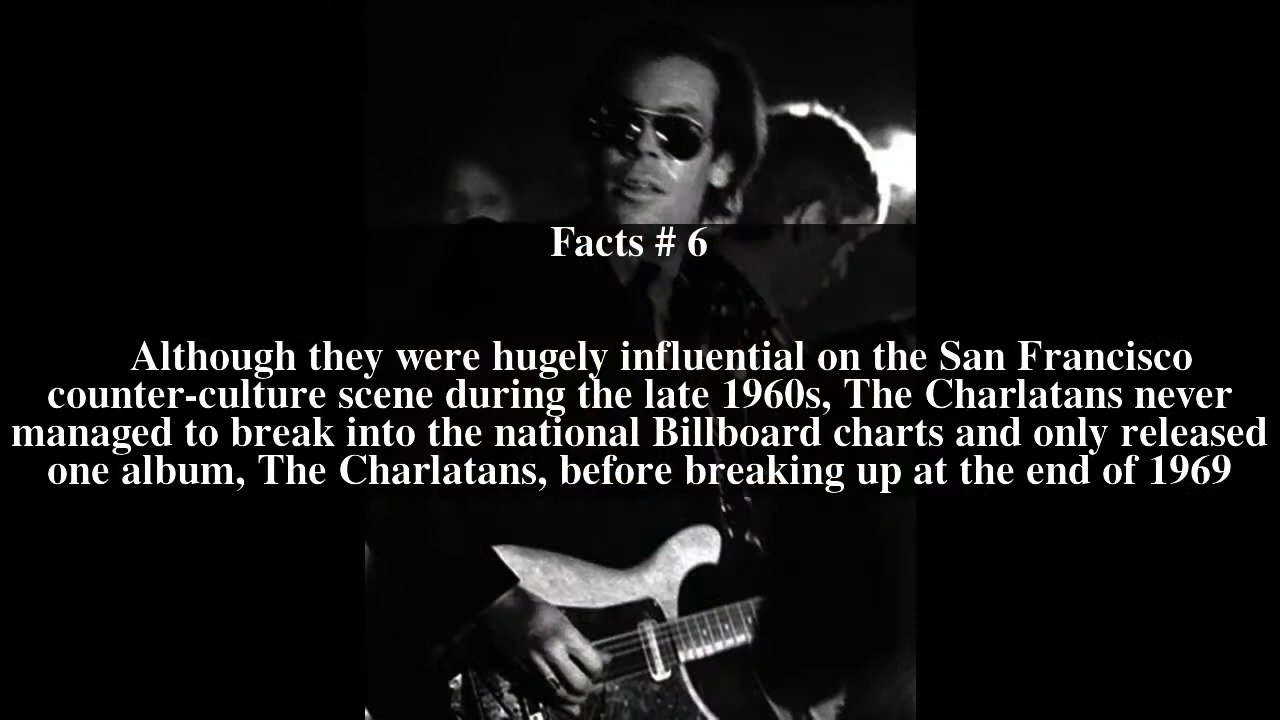 Facts # 6
Although they were hugely influential on the San Francisco
counter-culture scene during the late 1960s, The Charlatans never
managed to break into the national Billboard charts and only released
one album, The Charlatans, before breaking up at the end of 1969